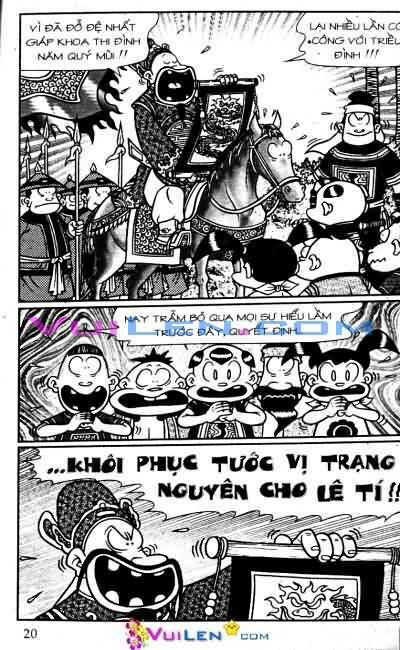 VÌ ĐÃ ĐỖ ĐỆ NHẤT
GIÁP KHOA THI ĐÌNH
NĂM QUÝ MÙI !!
LẠI NHIỀU LẦN CÓ
CÔNG VỚI TRIỀU
ĐÌNH !!!
NAY TRẪM BỎ QUA MỌI SỰ HIỂU LẦM
TRƯỚC ĐÂY, QUYẾT ĐỊNH...
VuiLen.com
...KHÔI PHỤC TƯỚC VỊ TRẠNG
NGUYÊN CHO LÊ TÍ !!
20
VuiLen.com